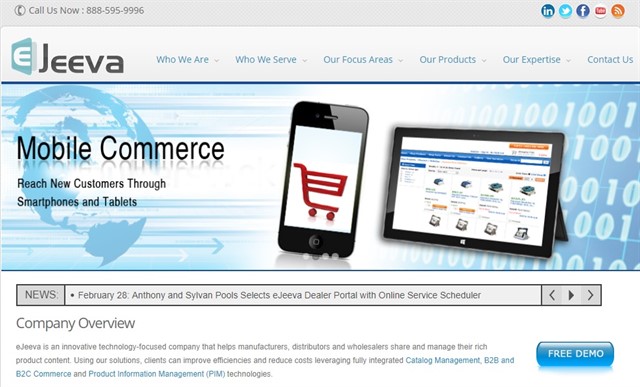 Call Us Now : 888-595-9996
eJeeva
Who We Are
Who We Serve
Our Focus Areas
Our Products
Our Expertise
Contact Us
Mobile Commerce
Reach New Customers Through
Smartphones and Tablets
NEWS:
• February 28: Anthony and Sylvan Pools Selects eJeeva Dealer Portal with Online Service Scheduler
Company Overview
eJeeva is an innovative technology-focused company that helps manufacturers, distributors and wholesalers share and manage their rich
product content. Using our solutions, clients can improve efficiencies and reduce costs leveraging fully integrated Catalog Management, B2B and
B2C Commerce and Product Information Management (PIM) technologies.
FREE DEMO